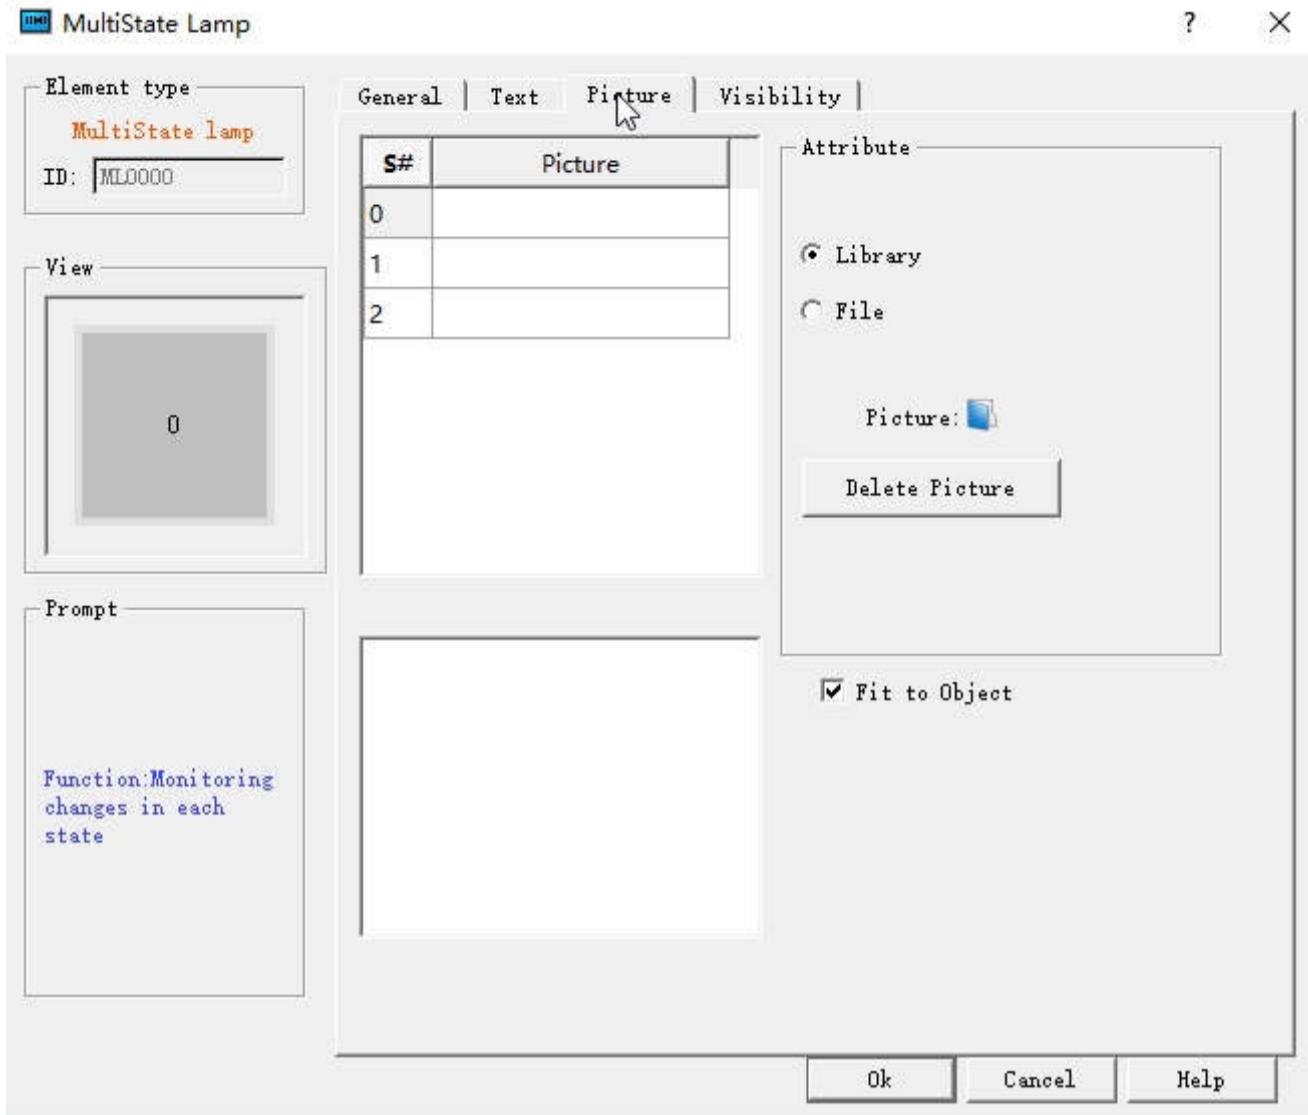 MultiState Lamp
?
Element type
MultiState lamp
ID: ML0000
View
0
Prompt
Function:Monitoring
changes in each
state
General
Text
Picture
Visibility
S# Picture
0
1
2
Attribute
Library
File
Picture:
Delete Picture
Fit to Object
Ok
Cancel
Help